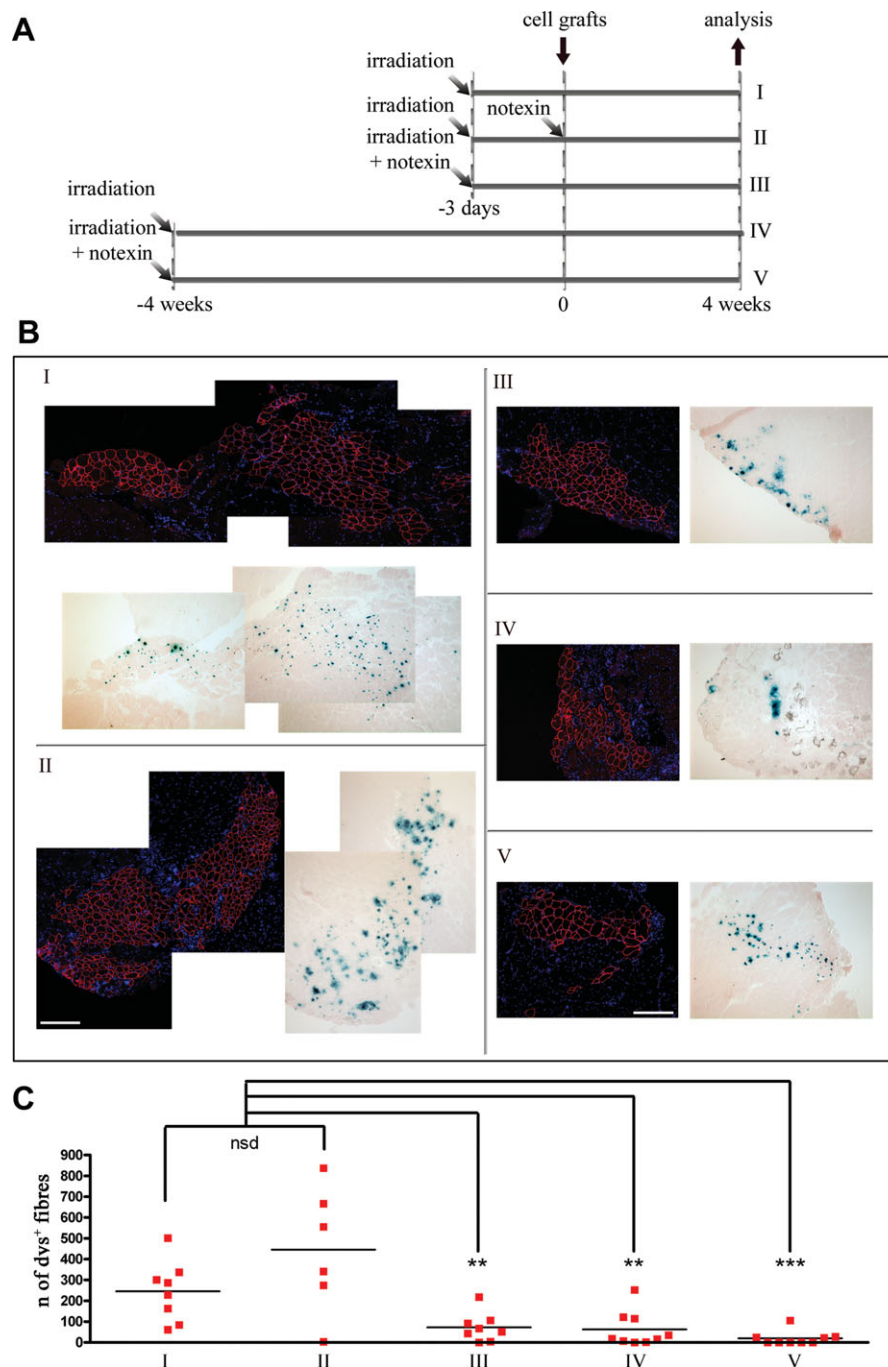 A
cell grafts
analysis
irradiation
I
irradiation
notexin
II
irradiation
+ notexin
III
-3 days
irradiation
IV
irradiation
+ notexin
V
-4 weeks
0
4 weeks
B
I
II
III
IV
V
C
nsd
900
800
700
600
500
400
300
200
100
0
n of dys⁺ fibres
**
**
***
I
II
III
IV
V